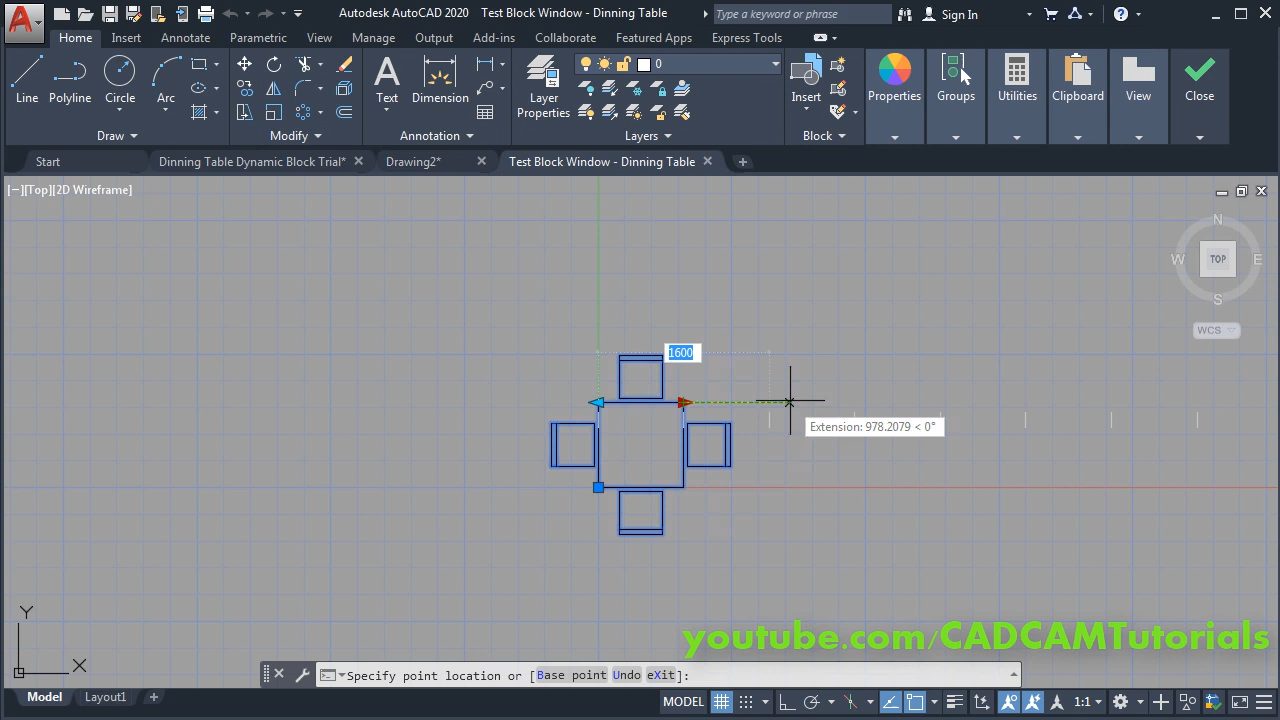 Autodesk AutoCAD 2020 Test Block Window - Dinning Table
Type a keyword or phrase
Sign In
Home Insert Annotate Parametric View Manage Output Add-ins Collaborate Featured Apps Express Tools
0
Line Polyline Circle Arc
Text Dimension
Layer Properties
Insert
Properties Groups Utilities Clipboard View Close
Draw Modify Annotation Layers Block
Start Dinning Table Dynamic Block Trial* Drawing2* Test Block Window - Dinning Table
[−][Top][2D Wireframe]
N
W TOP E
S
WCS
1600
Extension: 978.2079 < 0°
Y
X
youtube.com/CADCAMTutorials
Specify point location or [Base point Undo eXit]:
Model Layout1
MODEL 1:1